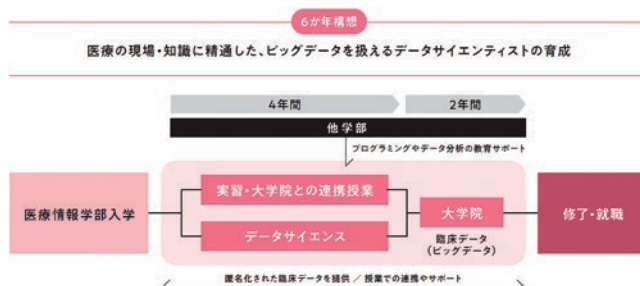 6か年構想
医療の現場・知識に精通した、ビッグデータを扱えるデータサイエンティストの育成
4年間
2年間
他学部
プログラミングやデータ分析の教育サポート
医療情報学部入学
実習・大学院との連携授業
データサイエンス
大学院
臨床データ
(ビッグデータ)
修了・就職
匿名化された臨床データを提供 / 授業での連携やサポート